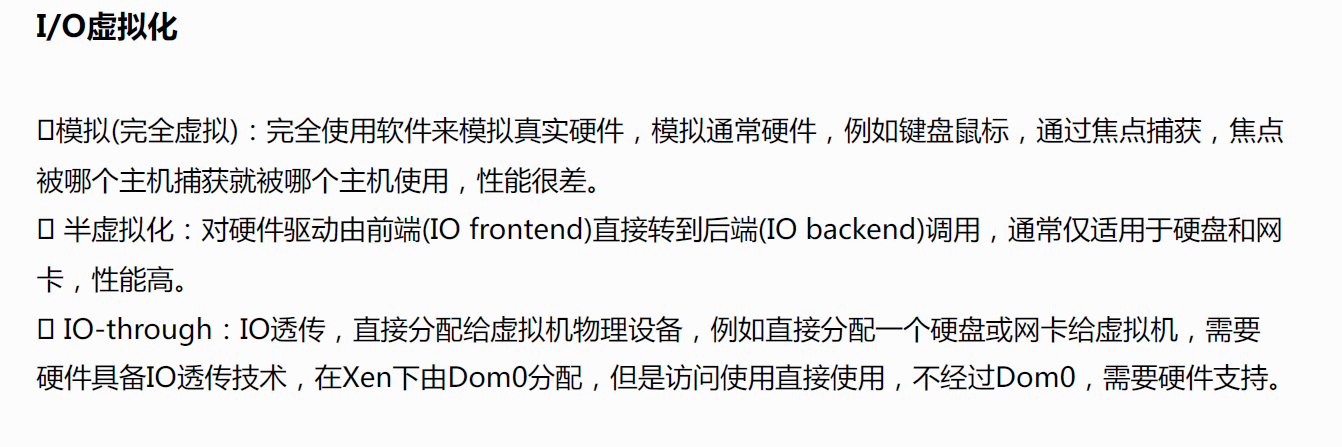 I/O虚拟化
模拟(完全虚拟)：完全使用软件来模拟真实硬件，模拟通常硬件，例如键盘鼠标，通过焦点捕获，焦点
被哪个主机捕获就被哪个主机使用，性能很差。
 半虚拟化：对硬件驱动由前端(IO frontend)直接转到后端(IO backend)调用，通常仅适用于硬盘和网
卡，性能高。
 IO-through：IO透传，直接分配给虚拟机物理设备，例如直接分配一个硬盘或网卡给虚拟机，需要
硬件具备IO透传技术，在Xen下由Dom0分配，但是访问使用直接使用，不经过Dom0，需要硬件支持。